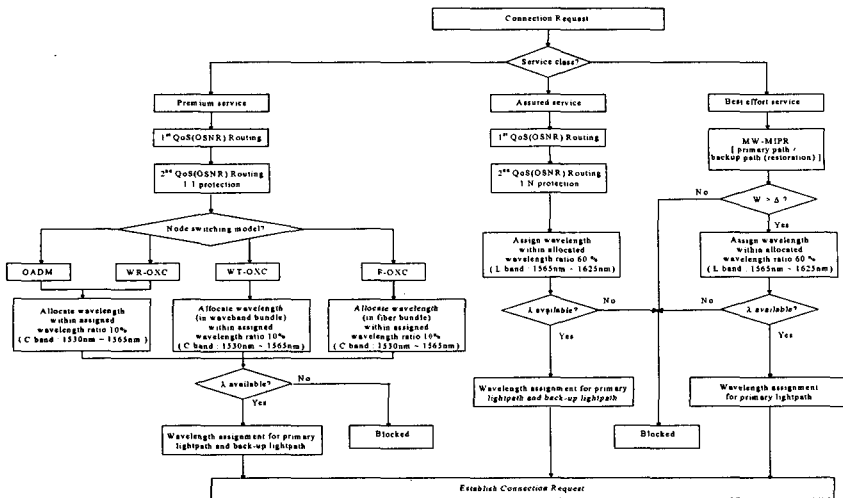 Connection Request
Service class?
Premium service
Assured service
Best effort service
1st QoS(OSNR) Routing
1st QoS(OSNR) Routing
MW-MIPR
[ primary path /
backup path (restoration) ]
2nd QoS(OSNR) Routing
1:1 protection
2nd QoS(OSNR) Routing
1:N protection
No
W > Δ ?
Yes
Node switching model?
OADM
WR-OXC
WT-OXC
F-OXC
Assign wavelength
within allocated
wavelength ratio 60 %
( L band : 1565nm ~ 1625nm)
Assign wavelength
within allocated
wavelength ratio 60 %
( L band : 1565nm ~ 1625nm)
Allocate wavelength
within assigned
wavelength ratio 10%
( C band : 1530nm ~ 1565nm)
Allocate wavelength
(in waveband bundle)
within assigned
wavelength ratio 10%
( C band : 1530nm ~ 1565nm)
Allocate wavelength
(in fiber bundle)
within assigned
wavelength ratio 10%
( C band : 1530nm ~ 1565nm)
λ available?
No
No
λ available?
Yes
Yes
λ available?
No
Yes
Wavelength assignment for primary
lightpath and back-up lightpath
Wavelength assignment
for primary lightpath
Wavelength assignment for primary
lightpath and back-up lightpath
Blocked
Blocked
Establish Connection Request